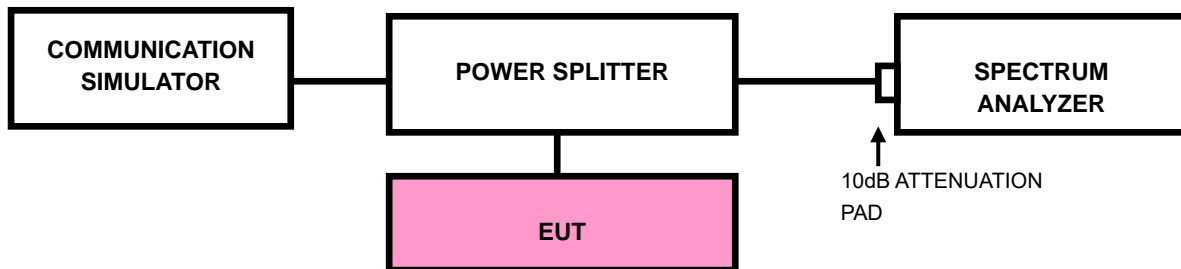 COMMUNICATION
SIMULATOR
POWER SPLITTER
SPECTRUM
ANALYZER
10dB ATTENUATION
PAD
EUT